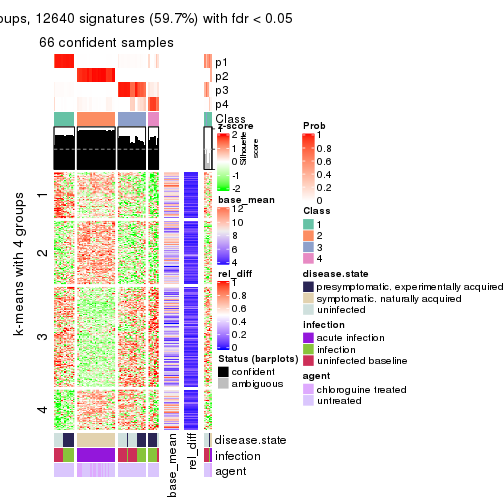 oups, 12640 signatures (59.7%) with fdr < 0.05
66 confident samples
p1
p2
p3
p4
Class
z-score
2
1
0
-1
-2
Silhouette score
base_mean
12
10
8
6
4
rel_diff
1
0.8
0.6
0.4
0.2
0
Status (barplots)
confident
ambiguous
Prob
1
0.8
0.6
0.4
0.2
0
Class
1
2
3
4
disease.state
presymptomatic. experimentally acquired
symptomatic. naturally acquired
uninfected
infection
acute infection
infection
uninfected baseline
agent
chloroguine treated
untreated
k-means with 4 groups
1
2
3
4
disease.state
infection
agent
base_mean
rel_diff